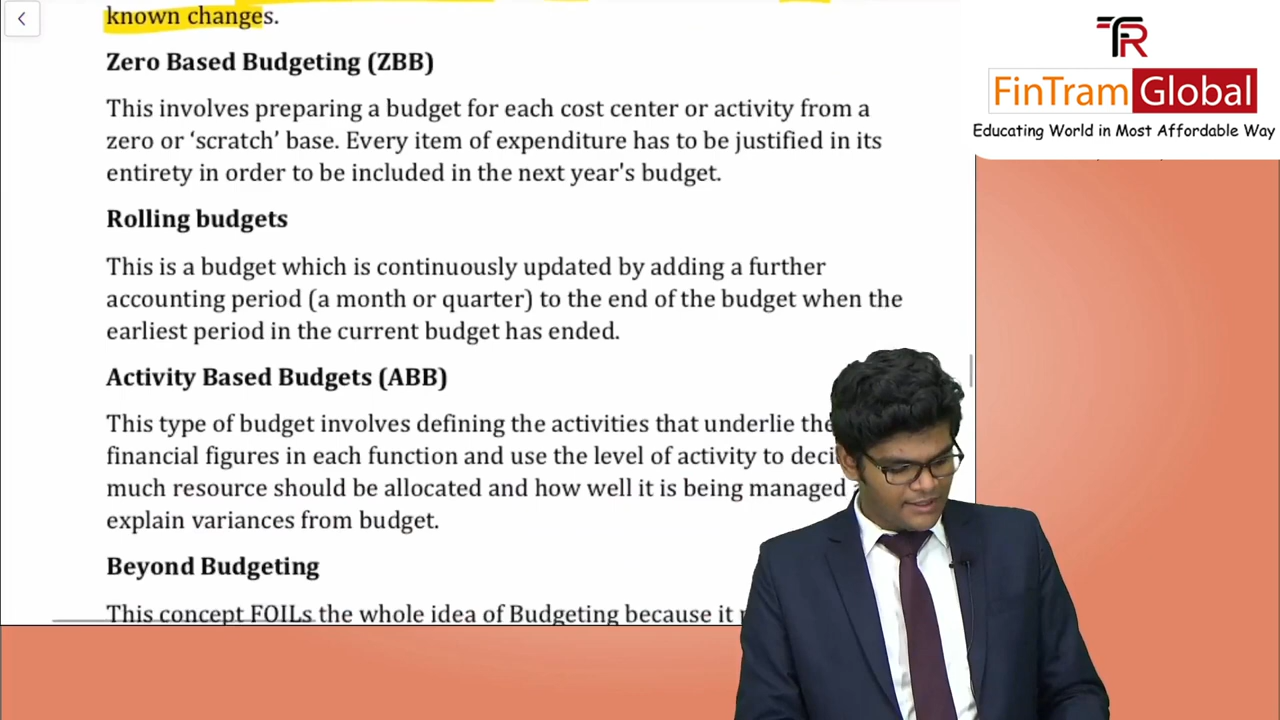 known changes.
Zero Based Budgeting (ZBB)
This involves preparing a budget for each cost center or activity from a
zero or ‘scratch’ base. Every item of expenditure has to be justified in its
entirety in order to be included in the next year's budget.
Rolling budgets
This is a budget which is continuously updated by adding a further
accounting period (a month or quarter) to the end of the budget when the
earliest period in the current budget has ended.
Activity Based Budgets (ABB)
This type of budget involves defining the activities that underlie the
financial figures in each function and use the level of activity to
much resource should be allocated and how well it is being managed
explain variances from budget.
Beyond Budgeting
This concept FOILs the whole idea of Budgeting because it
FinTram Global
Educating World in Most Affordable Way